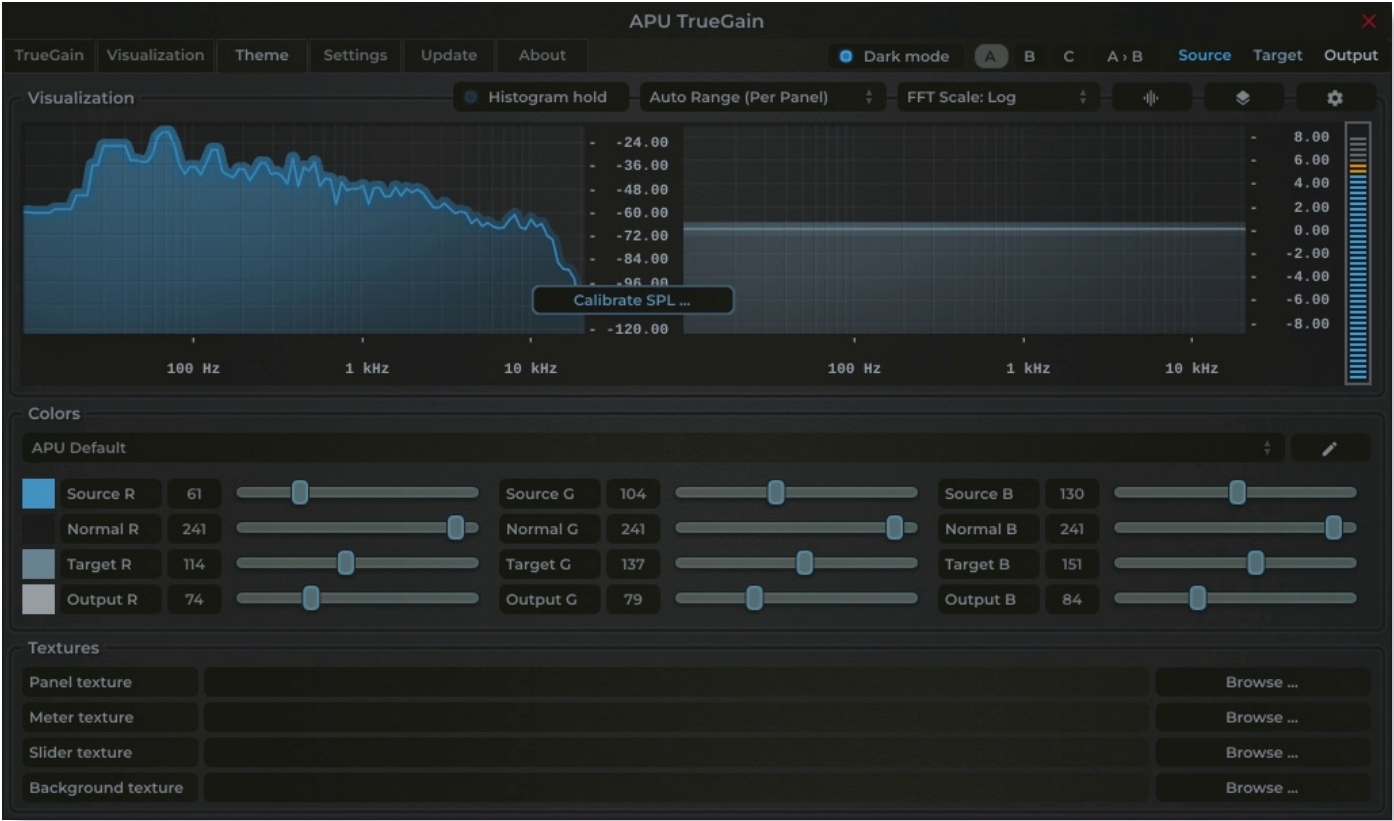 APU TrueGain
TrueGain Visualization Theme Settings Update About Dark mode A B C A › B Source Target Output
Visualization Histogram hold Auto Range (Per Panel) FFT Scale: Log
-24.00
-36.00
-48.00
-60.00
-72.00
-84.00
-96.00
-120.00
Calibrate SPL ...
8.00
6.00
4.00
2.00
0.00
-2.00
-4.00
-6.00
-8.00
100 Hz 1 kHz 10 kHz 100 Hz 1 kHz 10 kHz
Colors
APU Default
Source R 61 Source G 104 Source B 130
Normal R 241 Normal G 241 Normal B 241
Target R 114 Target G 137 Target B 151
Output R 74 Output G 79 Output B 84
Textures
Panel texture Browse ...
Meter texture Browse ...
Slider texture Browse ...
Background texture Browse ...